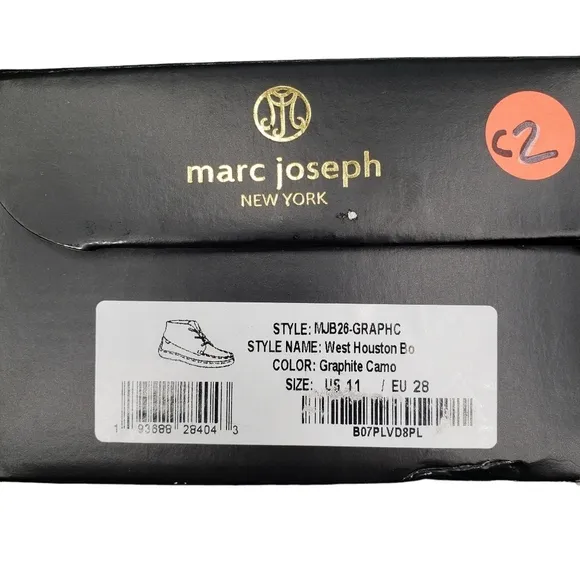 C2
marc joseph
NEW YORK
STYLE: MJB26-GRAPHC
STYLE NAME: West Houston Bo
COLOR: Graphite Camo
SIZE: US 11 / EU 28
1 93688 28404 3
B07PLVD8PL